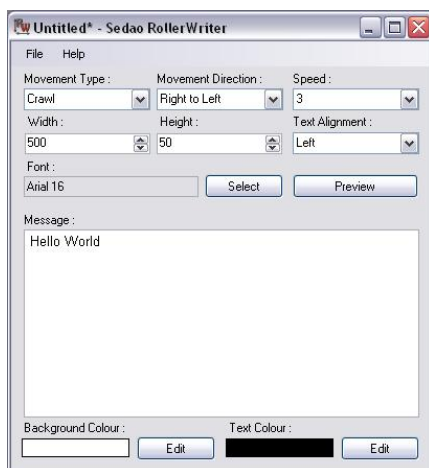 Untitled* - Sedao RollerWriter
File Help
Movement Type : Movement Direction : Speed :
Crawl Right to Left 3
Width : Height : Text Alignment :
500 50 Left
Font :
Arial 16 Select Preview
Message :
Hello World
Background Colour : Text Colour :
Edit Edit